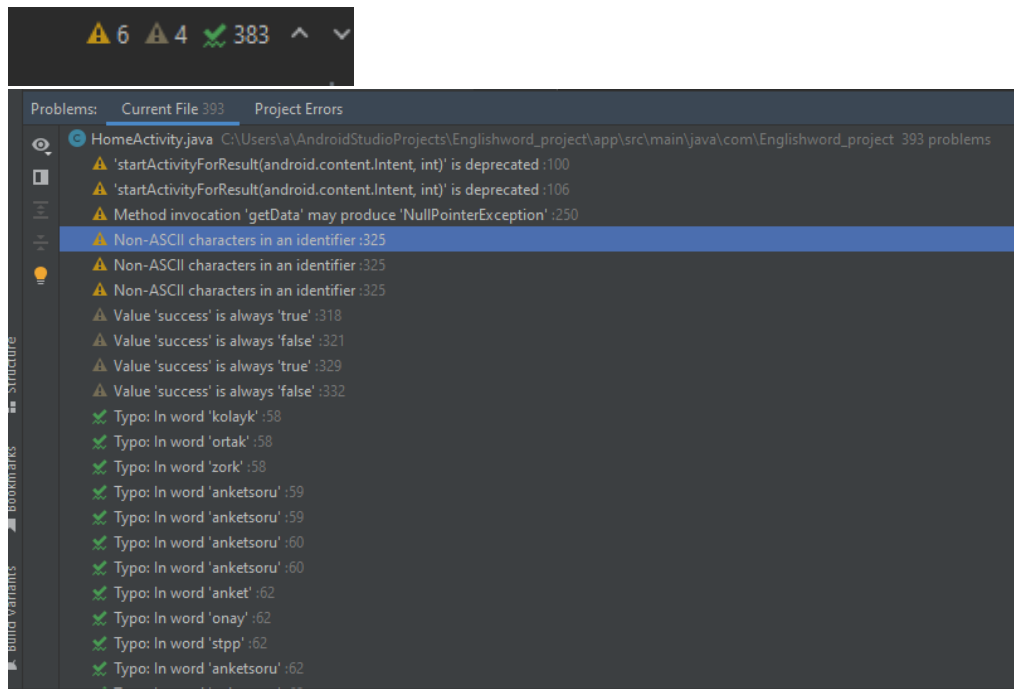 6 4 383
Problems: Current File 393 Project Errors
HomeActivity.java C:\Users\a\AndroidStudioProjects\Englishword_project\app\src\main\java\com\Englishword_project 393 problems
'startActivityForResult(android.content.Intent, int)' is deprecated :100
'startActivityForResult(android.content.Intent, int)' is deprecated :106
Method invocation 'getData' may produce 'NullPointerException' :250
Non-ASCII characters in an identifier :325
Non-ASCII characters in an identifier :325
Non-ASCII characters in an identifier :325
Value 'success' is always 'true' :318
Value 'success' is always 'false' :321
Value 'success' is always 'true' :329
Value 'success' is always 'false' :332
Typo: In word 'kolayk' :58
Typo: In word 'ortak' :58
Typo: In word 'zork' :58
Typo: In word 'anketsoru' :59
Typo: In word 'anketsoru' :59
Typo: In word 'anketsoru' :60
Typo: In word 'anketsoru' :60
Typo: In word 'anket' :62
Typo: In word 'onay' :62
Typo: In word 'stpp' :62
Typo: In word 'anketsoru' :62
Structure
Bookmarks
Build Variants